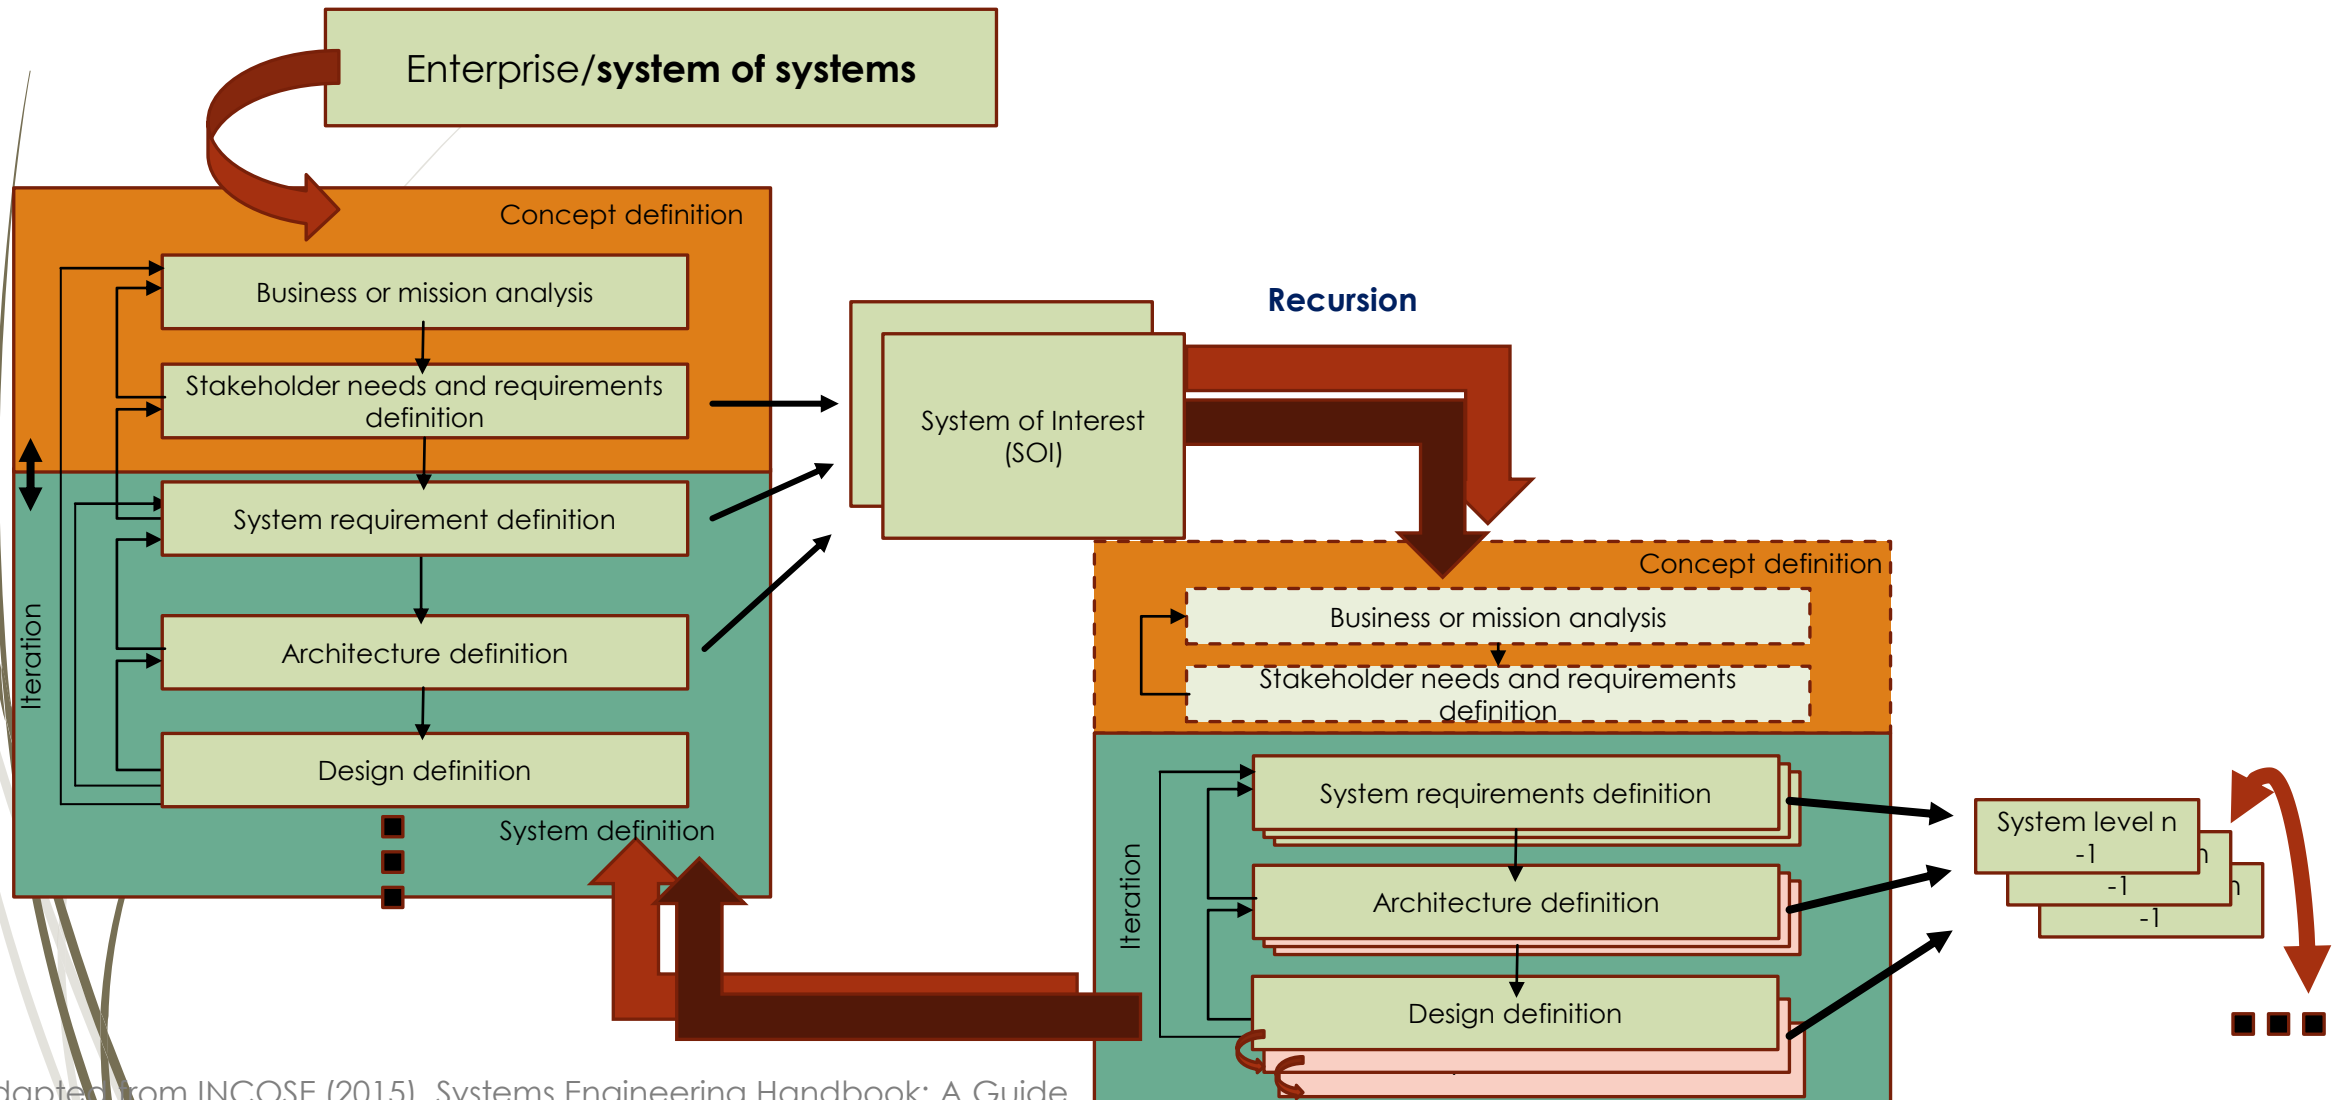 Enterprise/system of systems
Concept definition
Business or mission analysis
Stakeholder needs and requirements
definition
System requirement definition
Architecture definition
Design definition
System definition
Iteration
System of Interest
(SOI)
Recursion
Concept definition
Business or mission analysis
Stakeholder needs and requirements
definition
System requirements definition
Architecture definition
Design definition
Iteration
System level n
-1
n
-1
n
-1
dapted from INCOSE (2015). Systems Engineering Handbook: A Guide